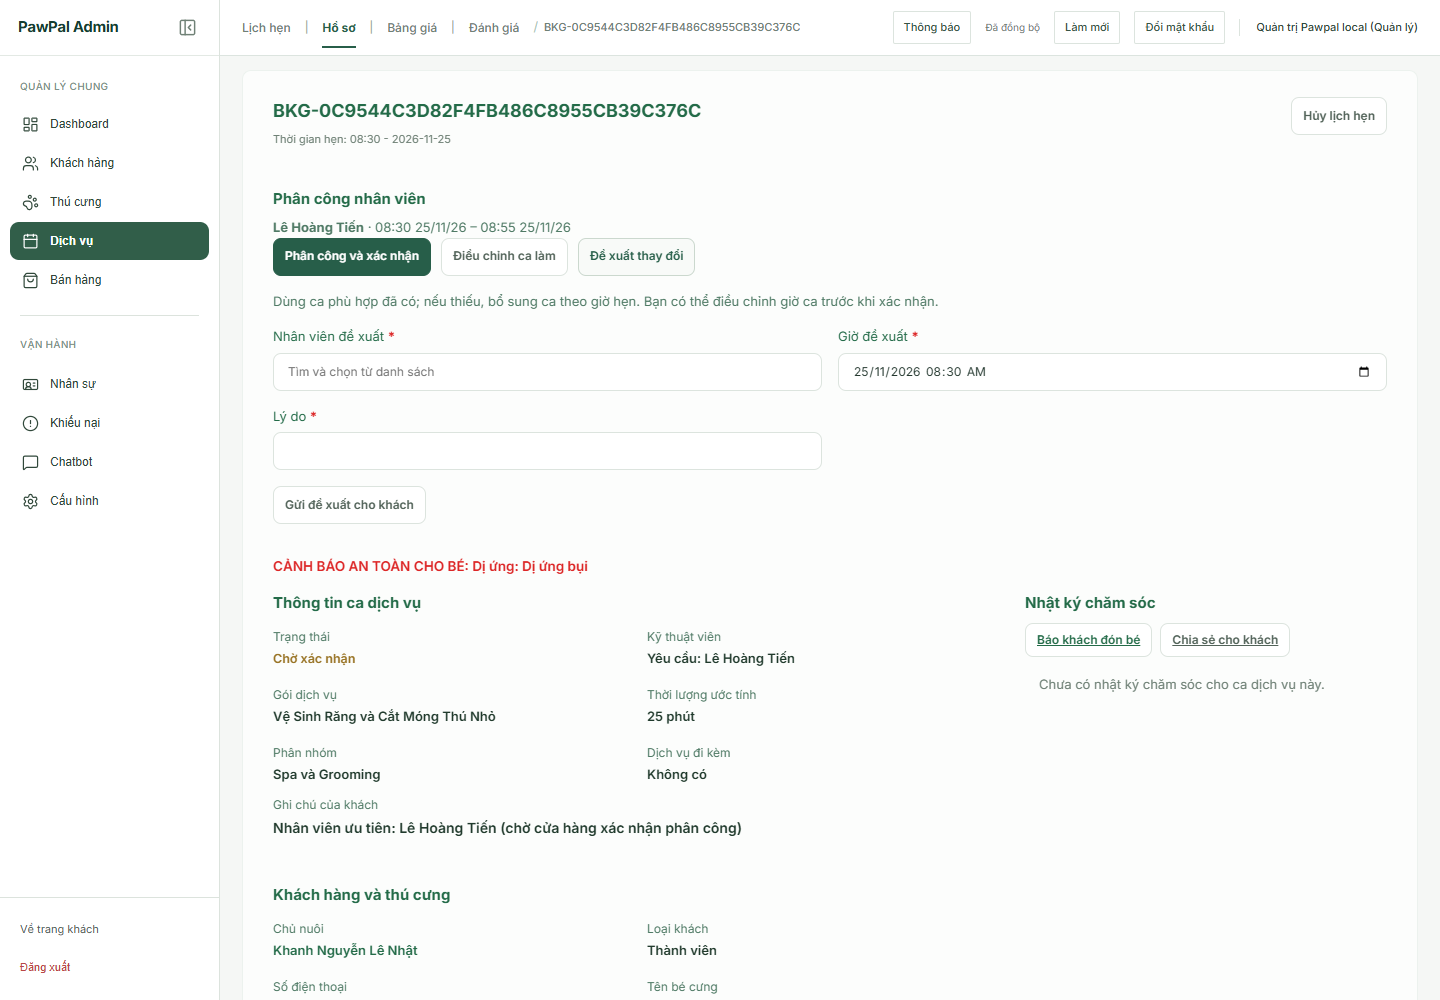 PawPal Admin
QUẢN LÝ CHUNG
Dashboard
Khách hàng
Thú cưng
Dịch vụ
Bán hàng
VẬN HÀNH
Nhân sự
Khiếu nại
Chatbot
Cấu hình
Về trang khách
Đăng xuất
Lịch hẹn | Hồ sơ | Bảng giá | Đánh giá / BKG-0C9544C3D82F4FB486C8955CB39C376C
Thông báo Đã đồng bộ Làm mới Đổi mật khẩu Quản trị Pawpal local (Quản lý)
BKG-0C9544C3D82F4FB486C8955CB39C376C
Hủy lịch hẹn
Thời gian hẹn: 08:30 - 2026-11-25
Phân công nhân viên
Lê Hoàng Tiến · 08:30 25/11/26 – 08:55 25/11/26
Phân công và xác nhận Điều chỉnh ca làm Đề xuất thay đổi
Dùng ca phù hợp đã có; nếu thiếu, bổ sung ca theo giờ hẹn. Bạn có thể điều chỉnh giờ ca trước khi xác nhận.
Nhân viên đề xuất * Giờ đề xuất *
Tìm và chọn từ danh sách 25/11/2026 08:30 AM
Lý do *
Gửi đề xuất cho khách
CẢNH BÁO AN TOÀN CHO BÉ: Dị ứng: Dị ứng bụi
Thông tin ca dịch vụ
Trạng thái Kỹ thuật viên
Chờ xác nhận Yêu cầu: Lê Hoàng Tiến
Gói dịch vụ Thời lượng ước tính
Vệ Sinh Răng và Cắt Móng Thú Nhỏ 25 phút
Phân nhóm Dịch vụ đi kèm
Spa và Grooming Không có
Ghi chú của khách
Nhân viên ưu tiên: Lê Hoàng Tiến (chờ cửa hàng xác nhận phân công)
Nhật ký chăm sóc
Báo khách đón bé Chia sẻ cho khách
Chưa có nhật ký chăm sóc cho ca dịch vụ này.
Khách hàng và thú cưng
Chủ nuôi Loại khách
Khanh Nguyễn Lê Nhật Thành viên
Số điện thoại Tên bé cưng